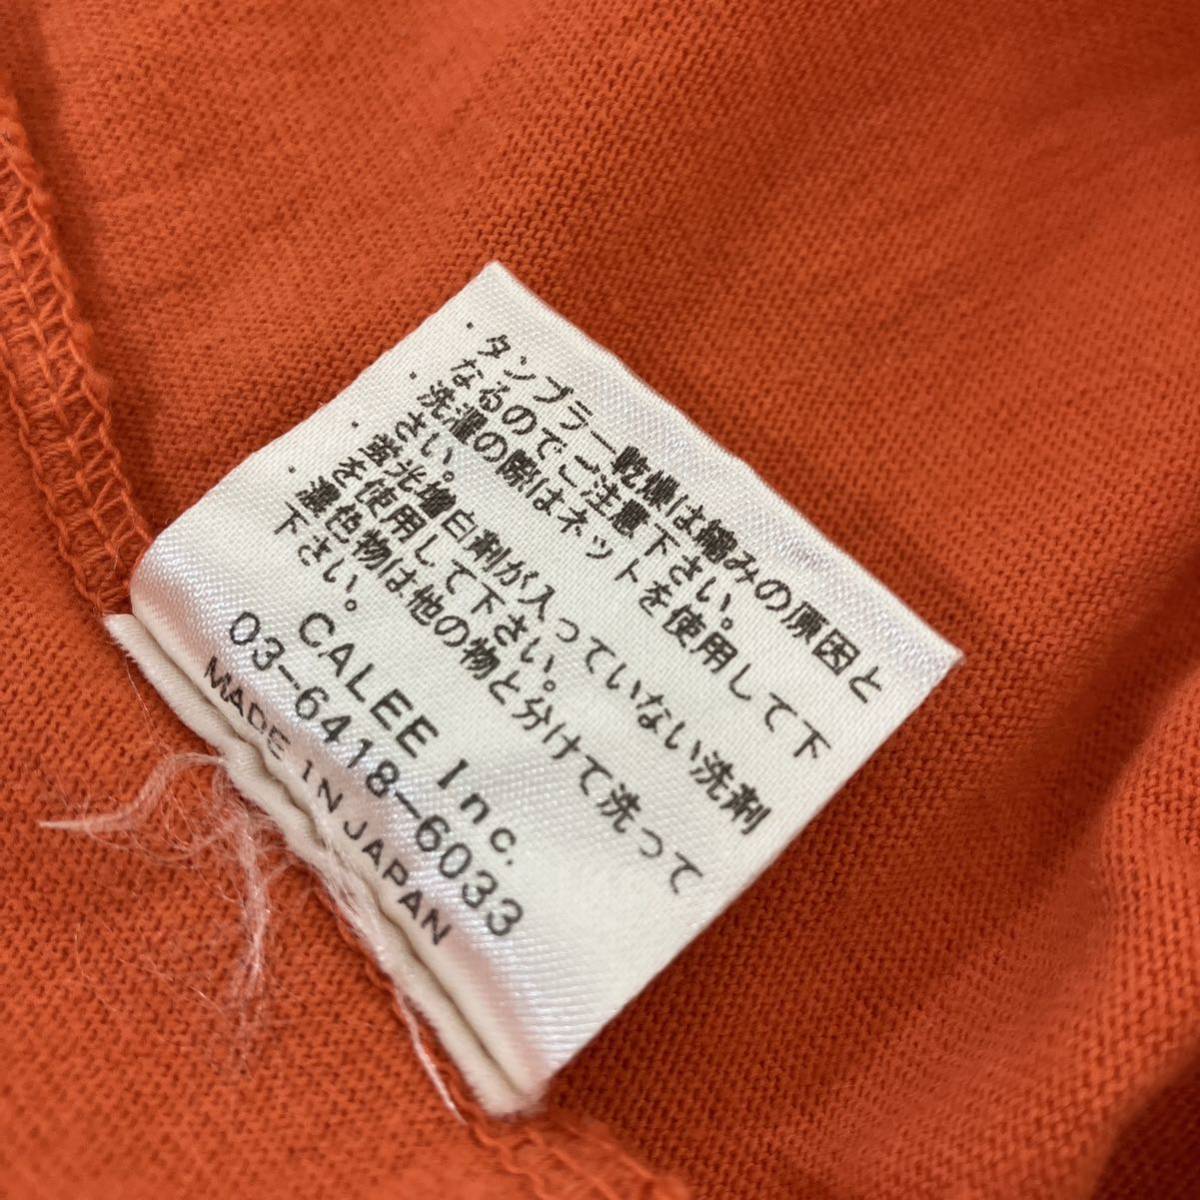 ・タンブラー乾燥は縮みの原因と
なるのでご注意下さい。
・洗濯の際はネットを使用して下
さい。
・蛍光増白剤が入っていない洗剤
を使用して下さい。
・濃色物は他の物と分けて洗って
下さい。
CALEE Inc.
03-6418-6033
MADE IN JAPAN